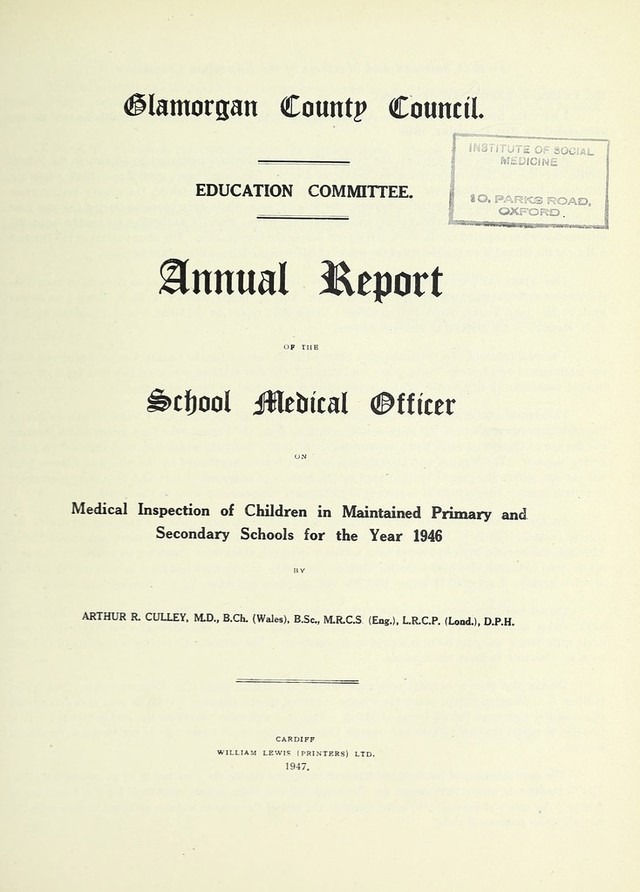 Glamorgan County Council.
INSTITUTE OF SOCIAL
MEDICINE
10, PARKS ROAD,
OXFORD.
EDUCATION COMMITTEE.
Annual Report
OF THE
School Medical Officer
ON
Medical Inspection of Children in Maintained Primary and
Secondary Schools for the Year 1946
BY
ARTHUR R. CULLEY, M.D., B.Ch. (Wales), B.Sc., M.R.C.S (Eng.), L.R.C.P. (Lond.), D.P.H.
CARDIFF
WILLIAM LEWIS (PRINTERS) LTD.
1947.